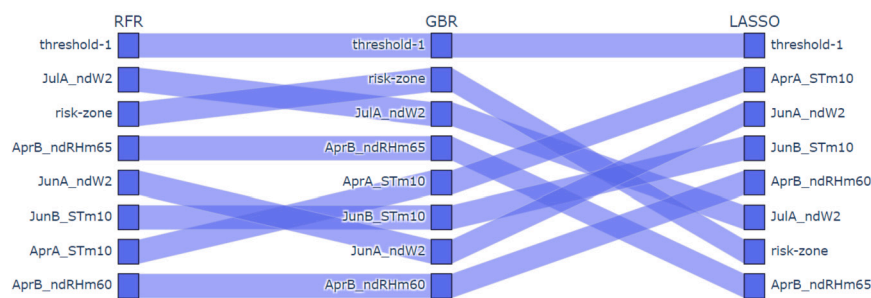 RFR GBR LASSO
threshold-1 threshold-1 threshold-1
JulA_ndW2 risk-zone AprA_STm10
risk-zone JulA_ndW2 JunA_ndW2
AprB_ndRHm65 AprB_ndRHm65 JunB_STm10
JunA_ndW2 AprA_STm10 AprB_ndRHm60
JunB_STm10 JunB_STm10 JulA_ndW2
AprA_STm10 JunA_ndW2 risk-zone
AprB_ndRHm60 AprB_ndRHm60 AprB_ndRHm65